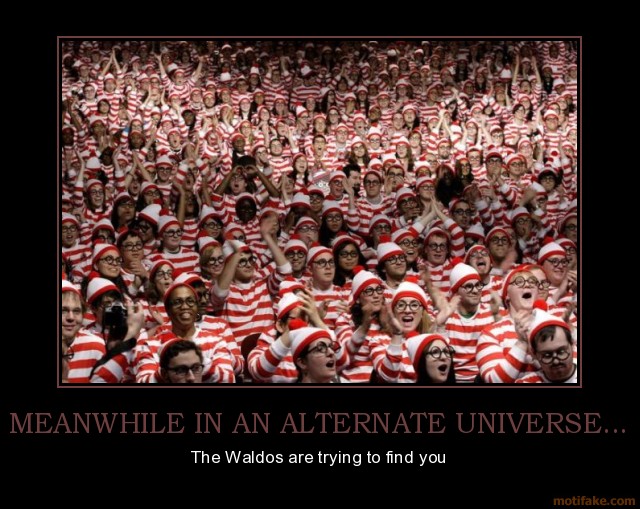 MEANWHILE IN AN ALTERNATE UNIVERSE...
The Waldos are trying to find you
motifake.com